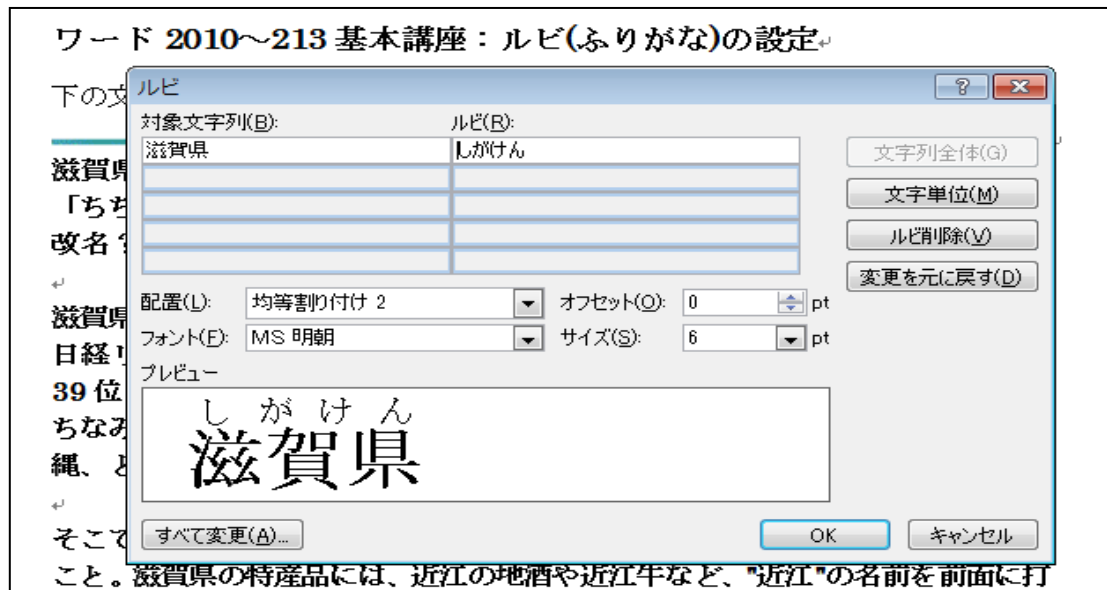 ワード 2010～213 基本講座：ルビ(ふりがな)の設定
下の文
ルビ
対象文字列(B):
ルビ(R):
滋賀県
しがけん
文字列全体(G)
文字単位(M)
ルビ削除(V)
変更を元に戻す(D)
配置(L):
均等割り付け 2
オフセット(O):
0
pt
フォント(F):
MS 明朝
サイズ(S):
6
pt
プレビュー
しがけん
滋賀県
すべて変更(A)...
OK
キャンセル
滋賀県
「ちち
改名？
滋賀県
日経リ
39 位
ちなみ
縄、と
そこで
こと。滋賀県の特産品には、近江の地酒や近江牛など、"近江"の名前を前面に打